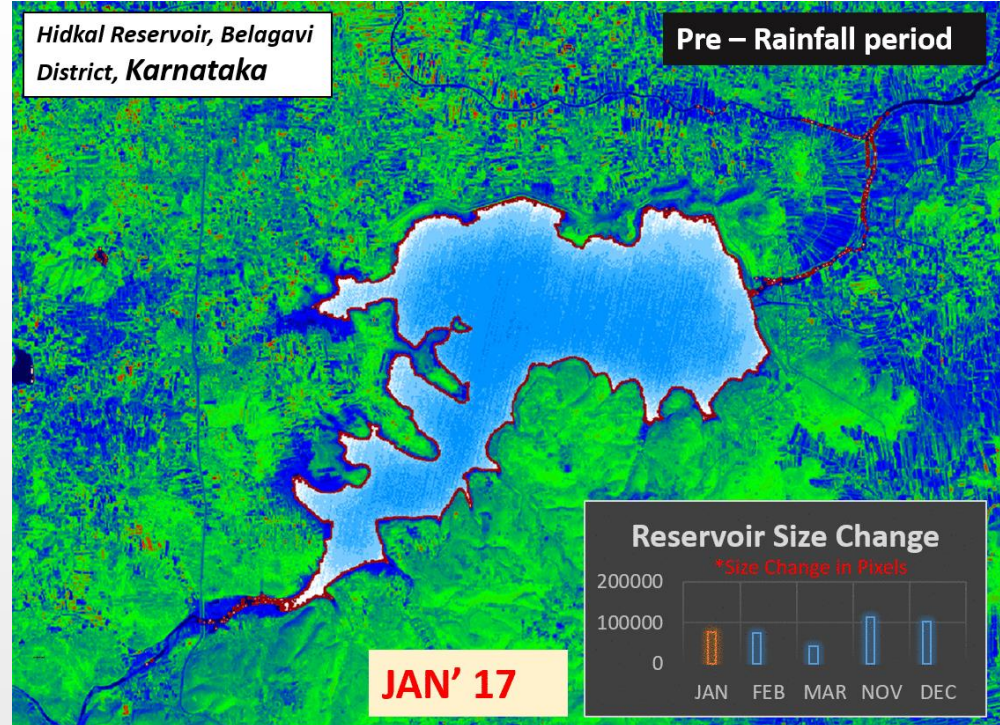 Hidkal Reservoir, Belagavi
District, Karnataka
Pre – Rainfall period
Reservoir Size Change
*Size Change in Pixels
200000
100000
0
JAN FEB MAR NOV DEC
JAN’ 17